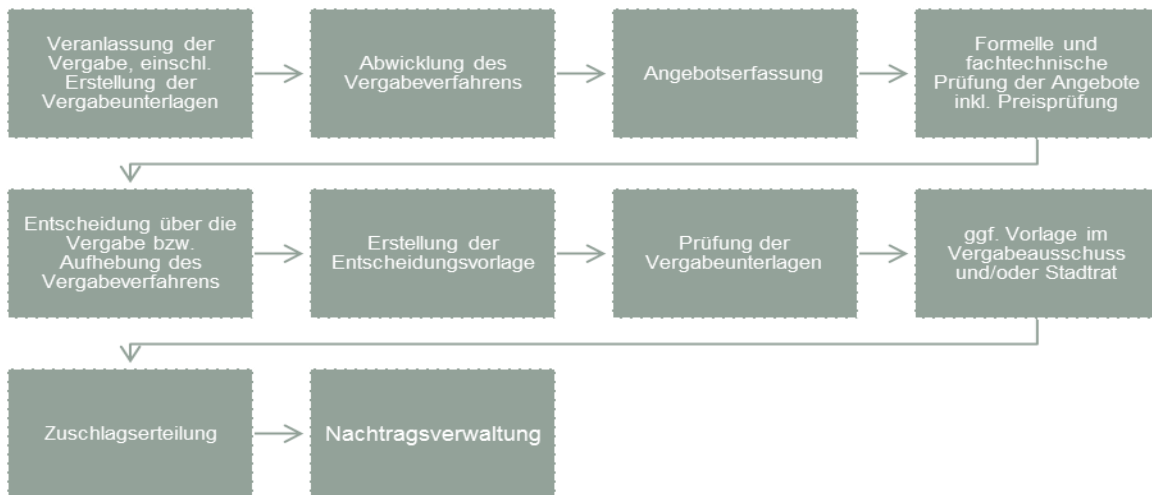 Veranlassung der
Vergabe, einschl.
Erstellung der
Vergabeunterlagen
Abwicklung des
Vergabeverfahrens
Angebotserfassung
Formelle und
fachtechnische
Prüfung der Angebote
inkl. Preisprüfung
Entscheidung über die
Vergabe bzw.
Aufhebung des
Vergabeverfahrens
Erstellung der
Entscheidungsvorlage
Prüfung der
Vergabeunterlagen
ggf. Vorlage im
Vergabeausschuss
und/oder Stadtrat
Zuschlagserteilung
Nachtragsverwaltung